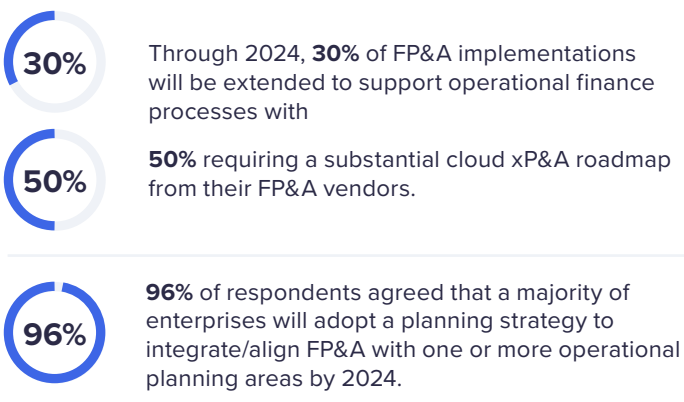 30%
Through 2024, 30% of FP&A implementations
will be extended to support operational finance
processes with
50%
50% requiring a substantial cloud xP&A roadmap
from their FP&A vendors.
96%
96% of respondents agreed that a majority of
enterprises will adopt a planning strategy to
integrate/align FP&A with one or more operational
planning areas by 2024.